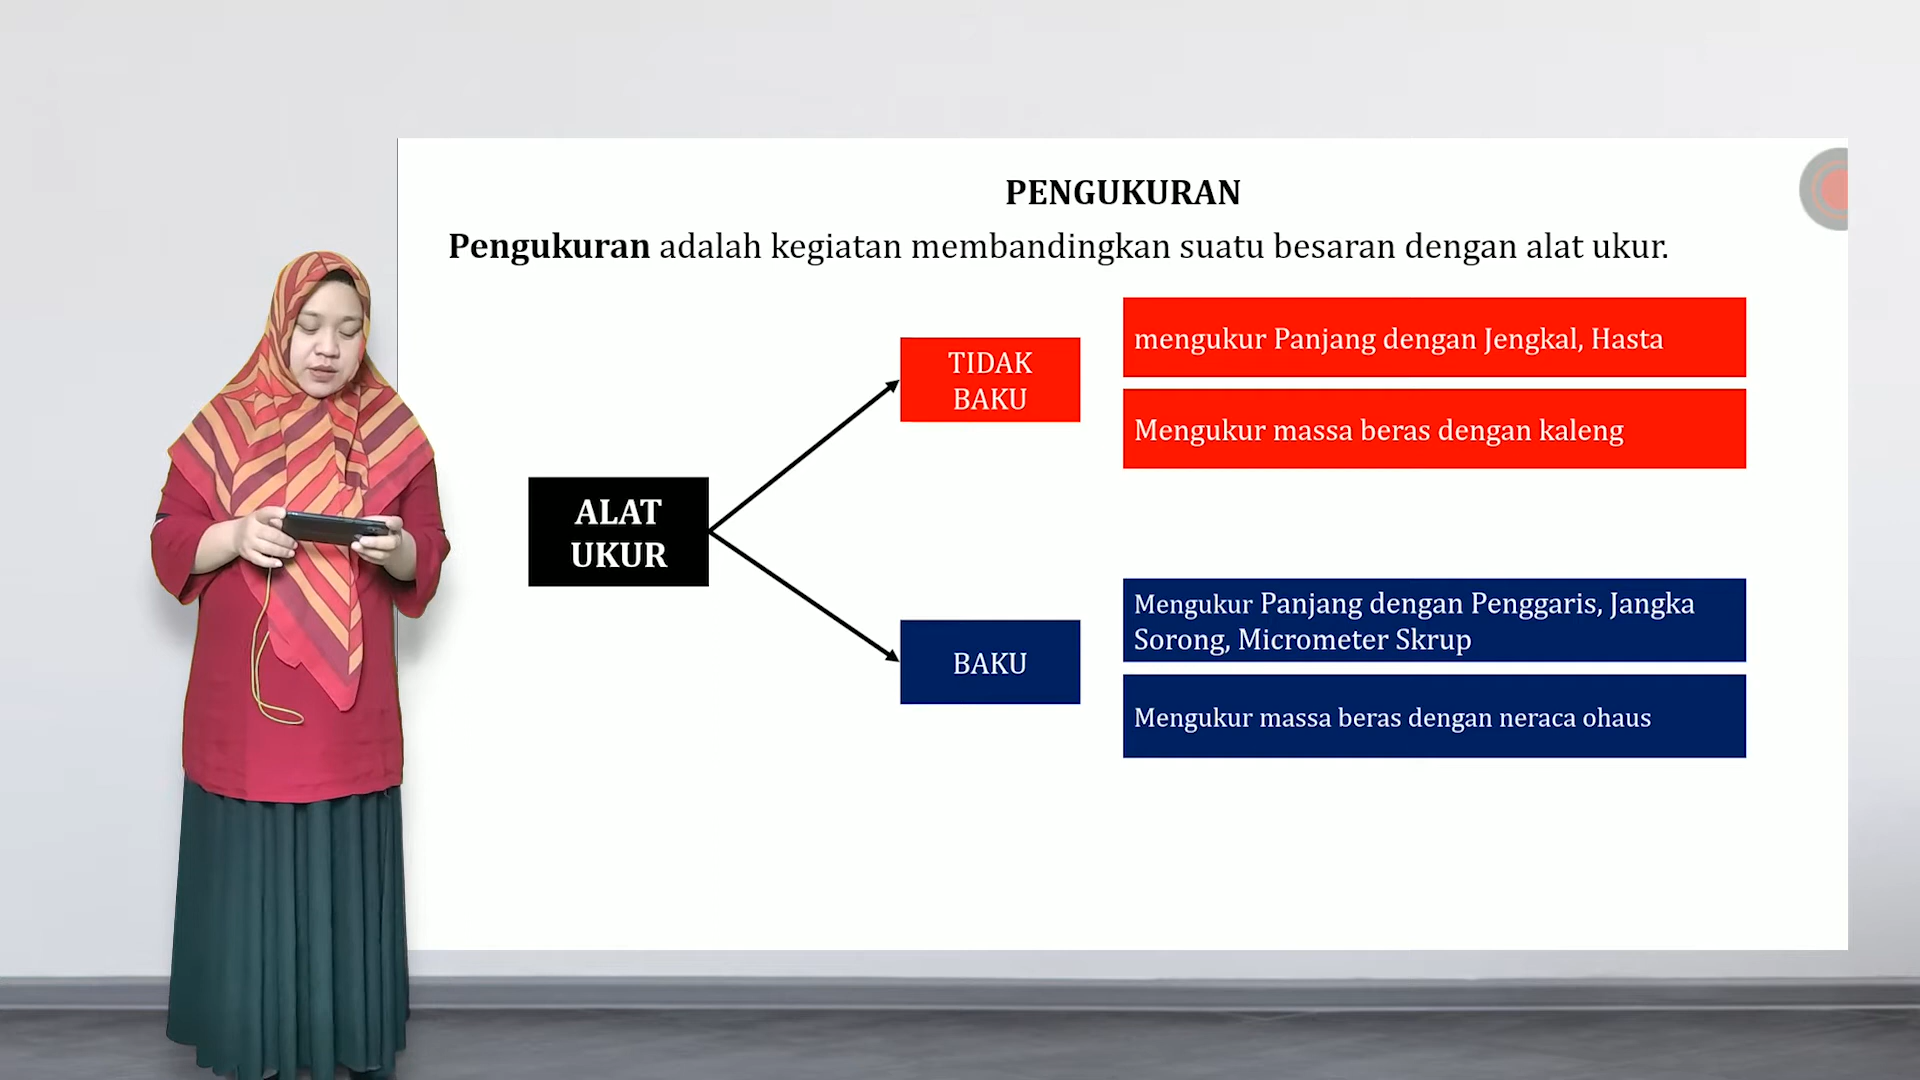 PENGUKURAN
Pengukuran adalah kegiatan membandingkan suatu besaran dengan alat ukur.
TIDAK
BAKU
mengukur Panjang dengan Jengkal, Hasta
Mengukur massa beras dengan kaleng
ALAT
UKUR
BAKU
Mengukur Panjang dengan Penggaris, Jangka
Sorong, Micrometer Skrup
Mengukur massa beras dengan neraca ohaus